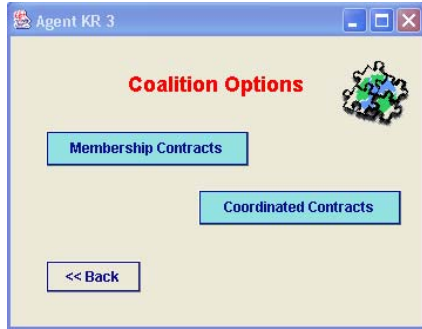 Agent KR 3
Coalition Options
Membership Contracts
Coordinated Contracts
<< Back